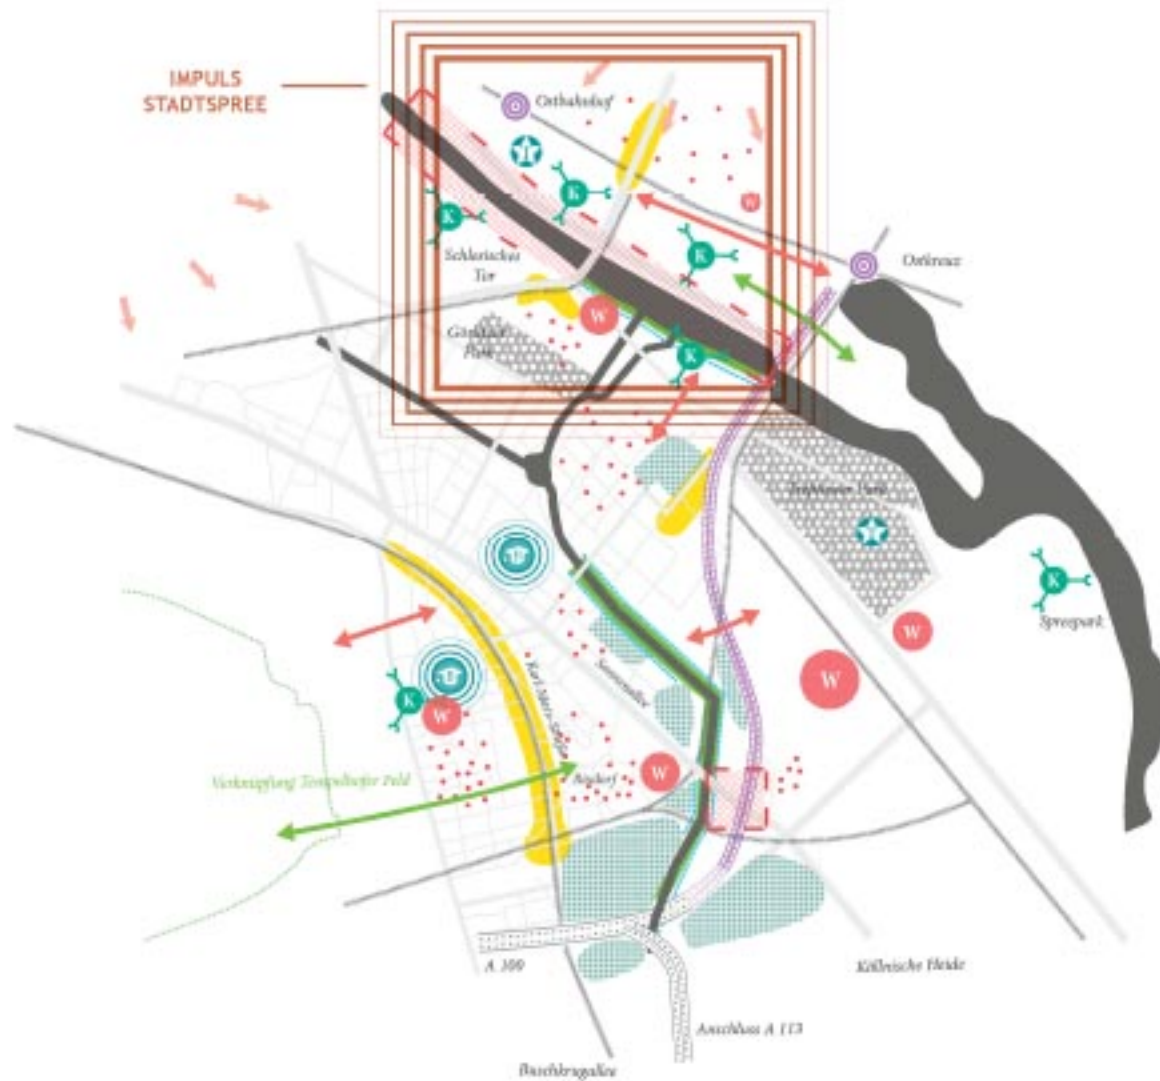 IMPULS
STADTSPREE
Ostbahnhof
W
K
K
Schlesisches
Tor
K
Ostkreuz
W
Görlitzer
Park
K
Treptower Park
K
Spreepark
W
W
Sonnenallee
K
W
Karl-Marx-Straße
Verknüpfung Tempelhofer Feld
Rixdorf
W
A 100
Köllnische Heide
Anschluss A 113
Buschkrugallee